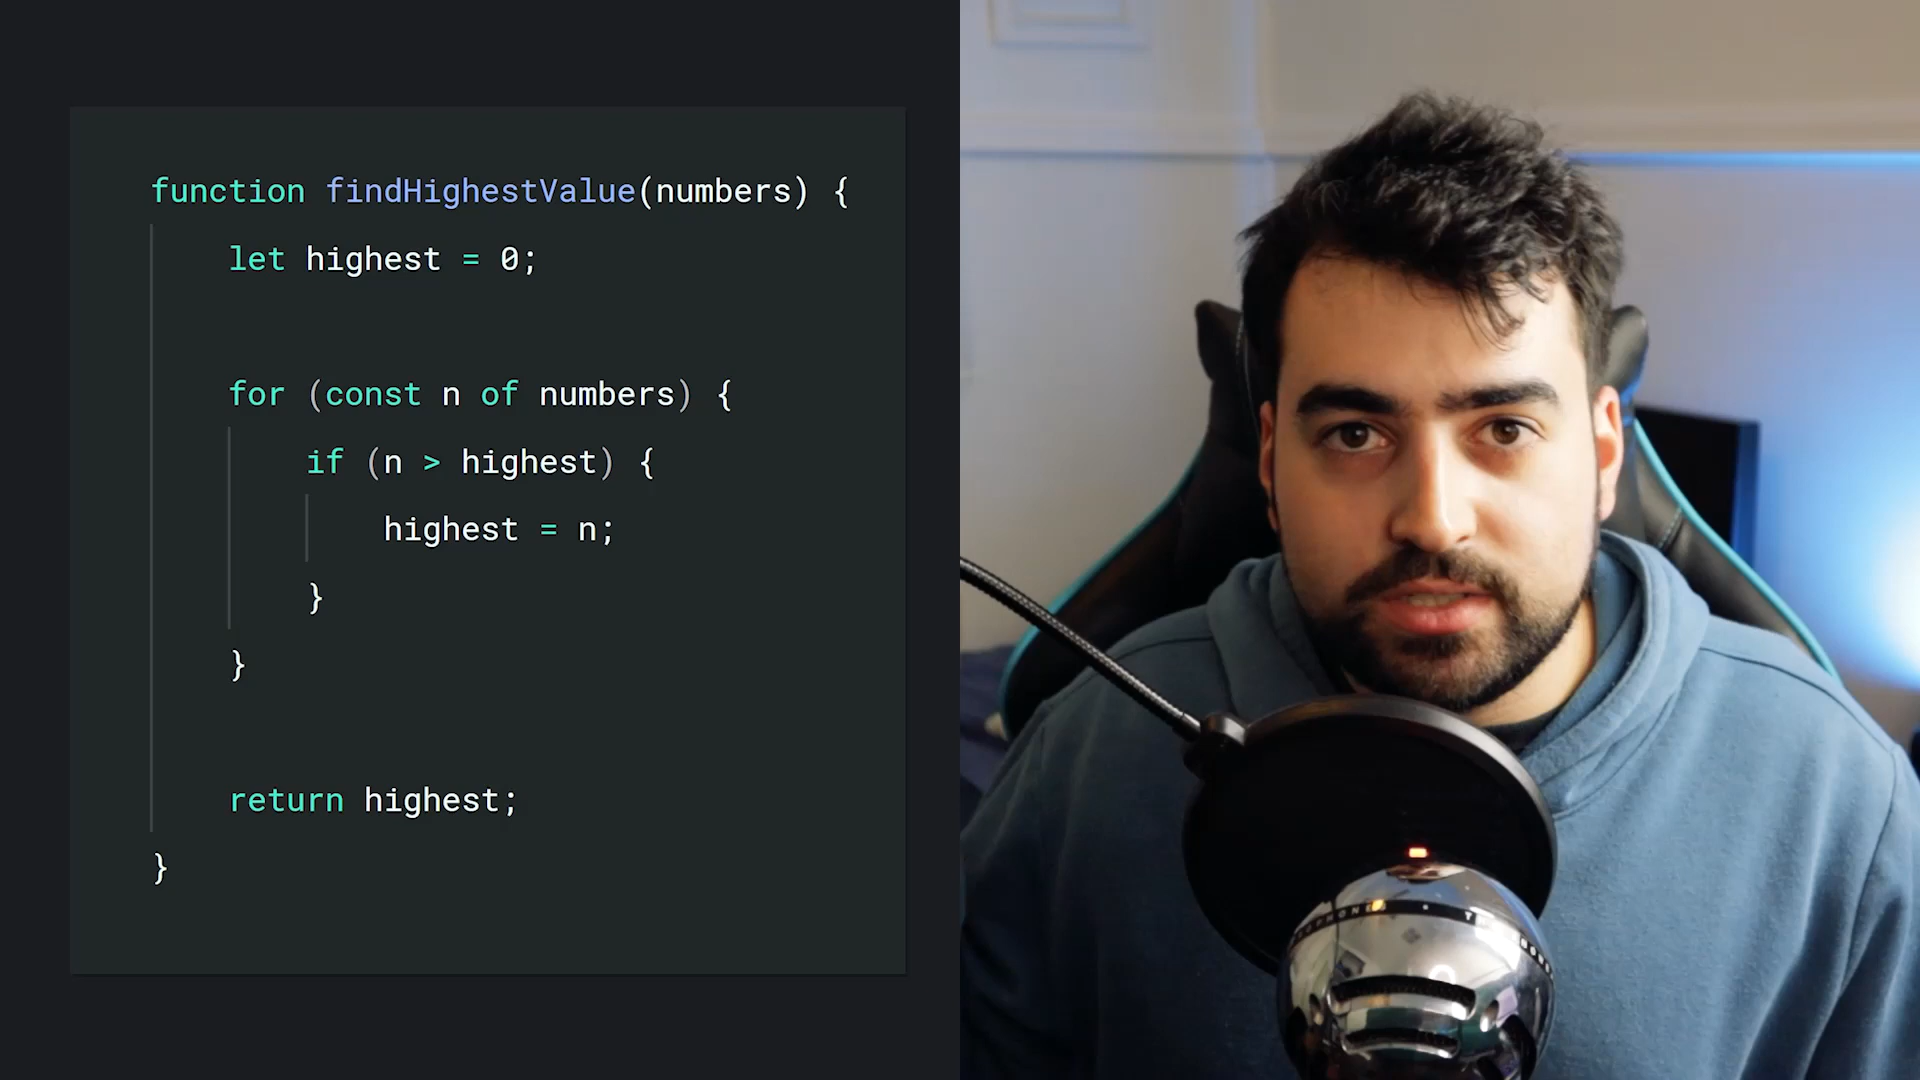 function findHighestValue(numbers) {
let highest = 0;
for (const n of numbers) {
if (n > highest) {
highest = n;
}
}
return highest;
}